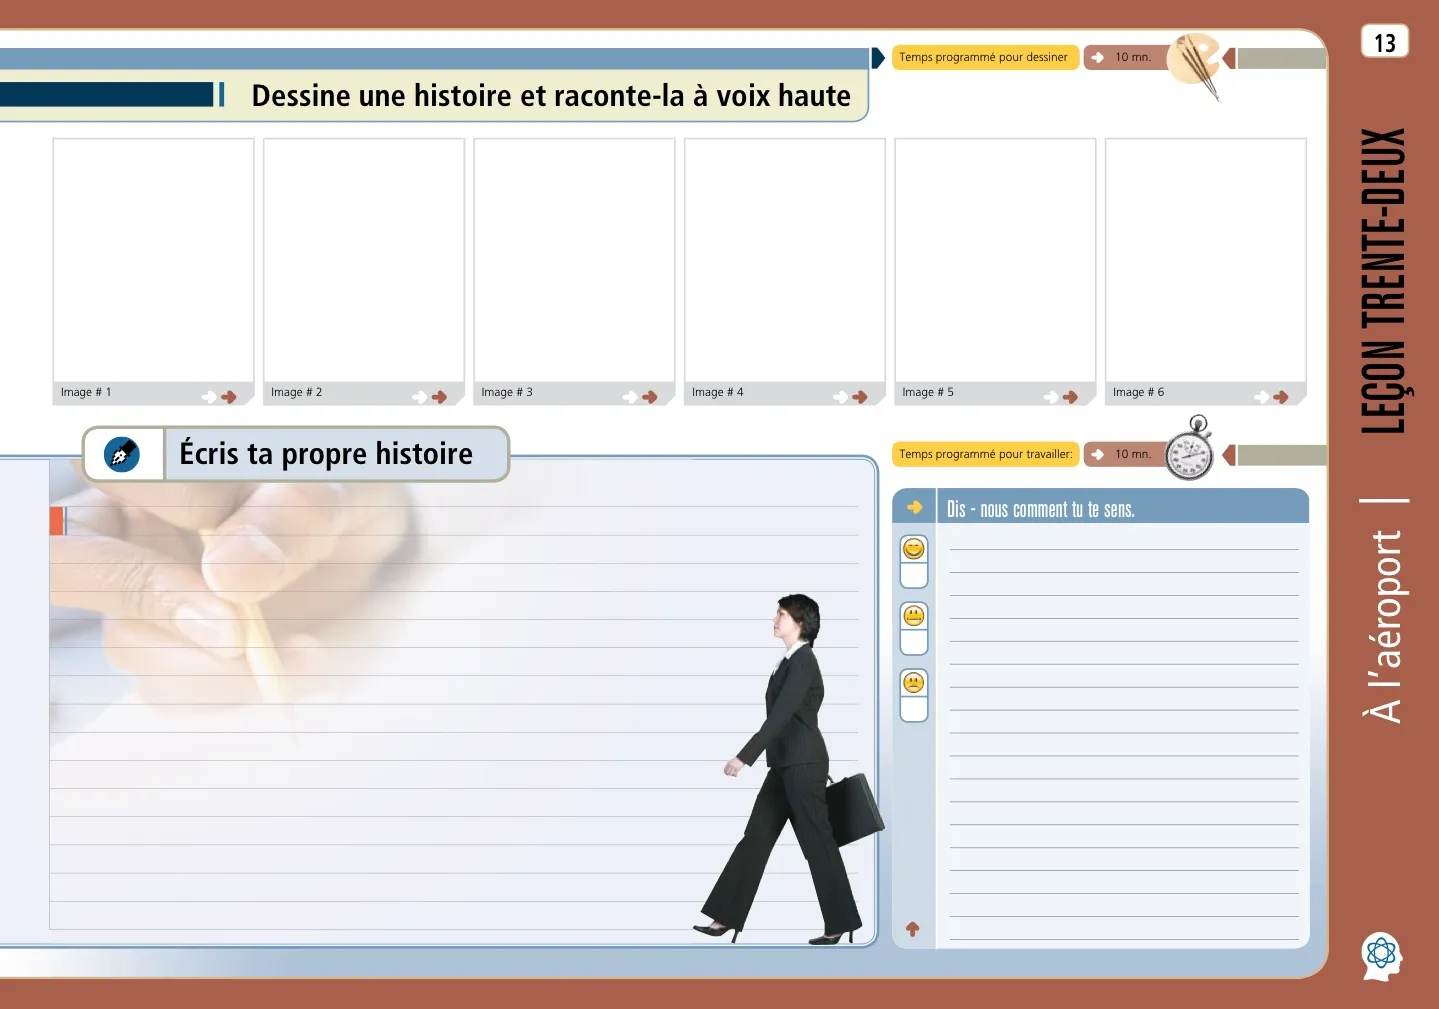 Temps programmé pour dessiner
10 mn.
13
Dessine une histoire et raconte-la à voix haute
Image # 1
Image # 2
Image # 3
Image # 4
Image # 5
Image # 6
Écris ta propre histoire
Temps programmé pour travailler:
10 mn.
Dis - nous comment tu te sens.
LEÇON TRENTE-DEUX
À l'aéroport